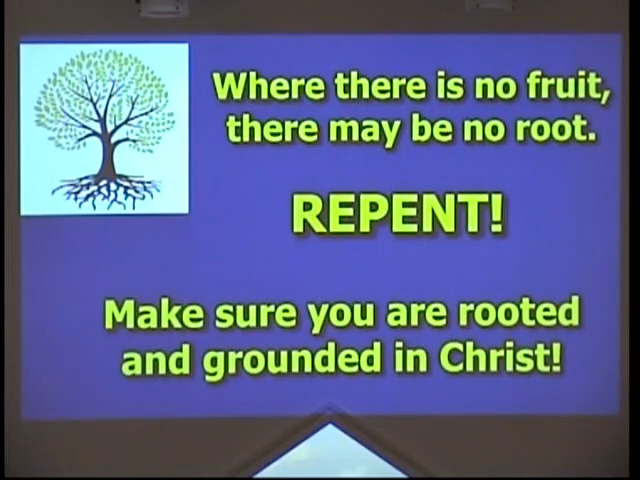 Where there is no fruit,
there may be no root.
REPENT!
Make sure you are rooted
and grounded in Christ!